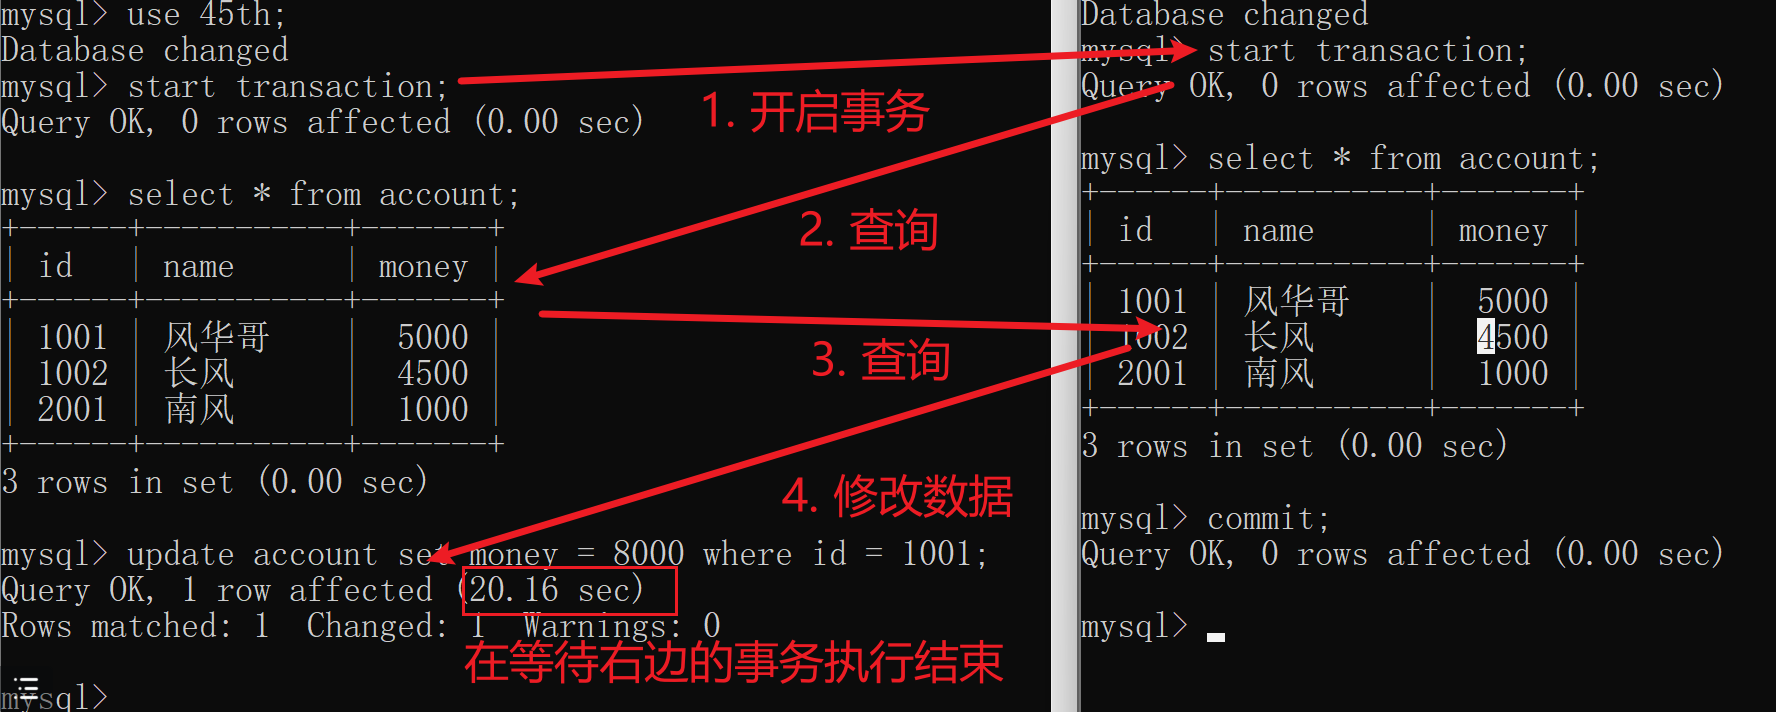 mysql> use 45th;
Database changed
mysql> start transaction;
Query OK, 0 rows affected (0.00 sec)
mysql> select * from account;
+------+-----------+-------+
| id   | name      | money |
+------+-----------+-------+
| 1001 | 风华哥    |  5000 |
| 1002 | 长风      |  4500 |
| 2001 | 南风      |  1000 |
+------+-----------+-------+
3 rows in set (0.00 sec)
mysql> update account set money = 8000 where id = 1001;
Query OK, 1 row affected (20.16 sec)
Rows matched: 1  Changed: 1  Warnings: 0
mysql>
1. 开启事务
2. 查询
3. 查询
4. 修改数据
在等待右边的事务执行结束
Database changed
mysql> start transaction;
Query OK, 0 rows affected (0.00 sec)
mysql> select * from account;
+------+-----------+-------+
| id   | name      | money |
+------+-----------+-------+
| 1001 | 风华哥    |  5000 |
| 1002 | 长风      |  4500 |
| 2001 | 南风      |  1000 |
+------+-----------+-------+
3 rows in set (0.00 sec)
mysql> commit;
Query OK, 0 rows affected (0.00 sec)
mysql>